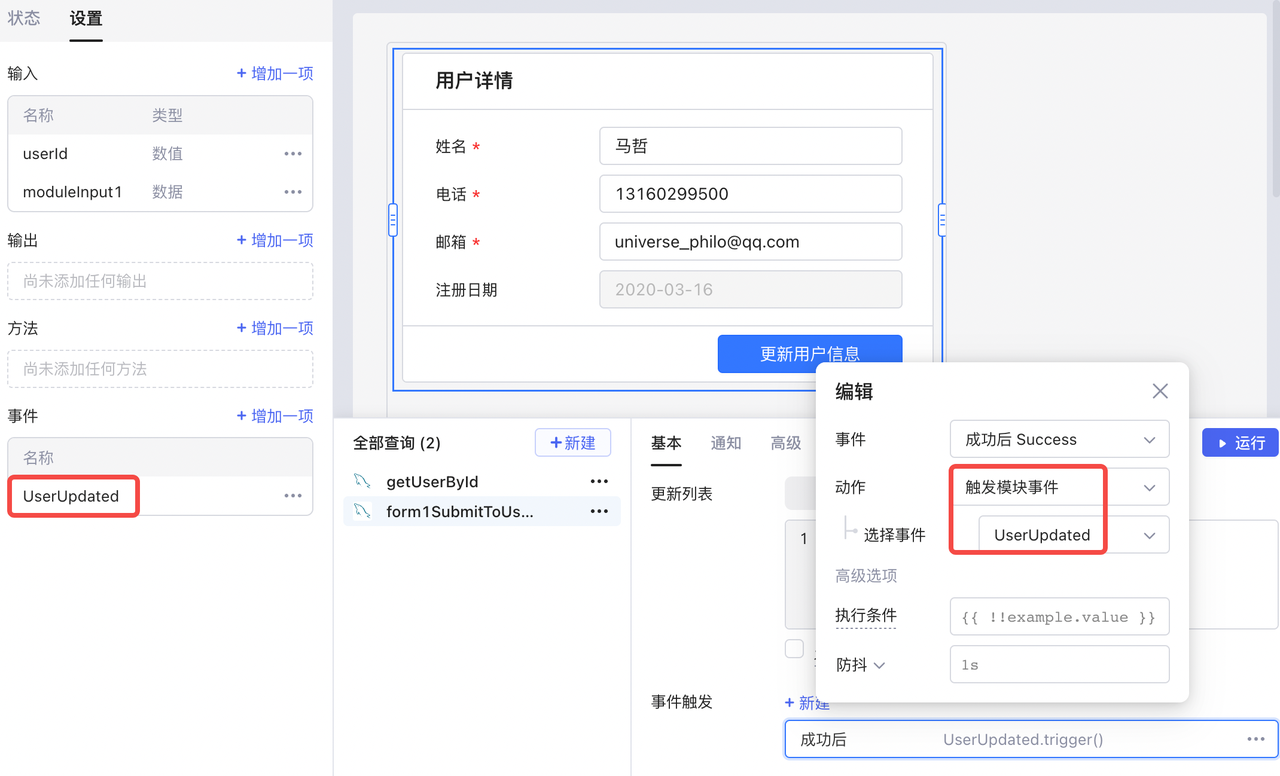 状态 设置
输入 + 增加一项
名称 类型
userId 数值 •••
moduleInput1 数据 •••
输出 + 增加一项
尚未添加任何输出
方法 + 增加一项
尚未添加任何方法
事件 + 增加一项
名称
UserUpdated •••
用户详情
姓名 * 马哲
电话 * 13160299500
邮箱 * universe_philo@qq.com
注册日期 2020-03-16
更新用户信息
全部查询 (2) + 新建
getUserById •••
form1SubmitToUs... •••
基本 通知 高级 运行
更新列表
1
事件触发 + 新建
成功后 UserUpdated.trigger() •••
编辑
事件 成功后 Success
动作 触发模块事件
选择事件 UserUpdated
高级选项
执行条件 {{ !!example.value }}
防抖 1s